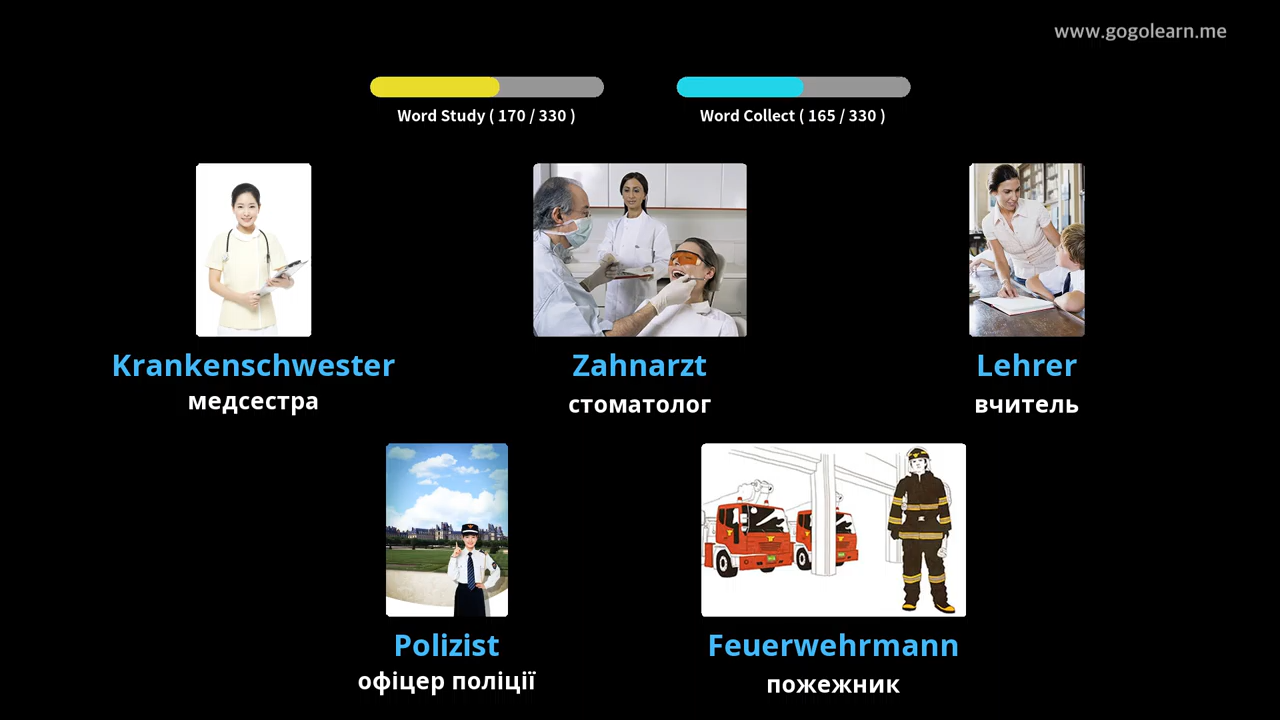 www.gogolearn.me
Word Study ( 170 / 330 )
Word Collect ( 165 / 330 )
Krankenschwester
медсестра
Zahnarzt
стоматолог
Lehrer
вчитель
Polizist
офіцер поліції
Feuerwehrmann
пожежник